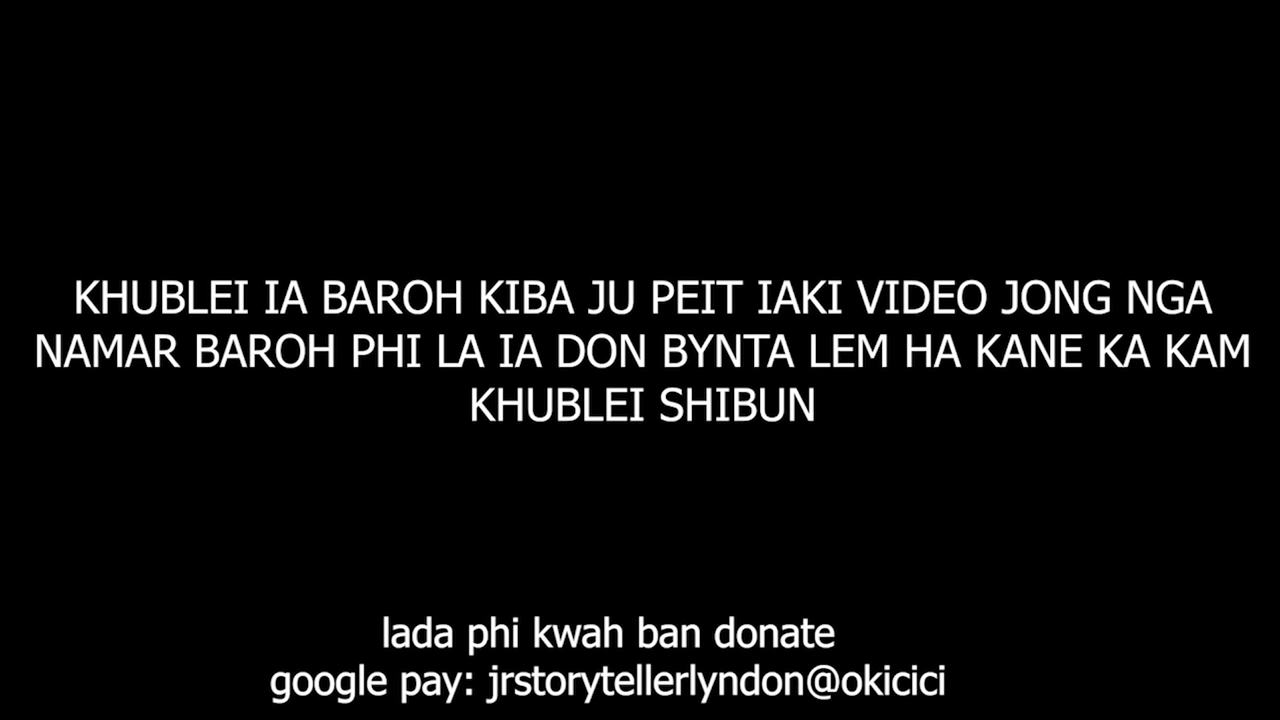 KHUBLEI IA BAROH KIBA JU PEIT IAKI VIDEO JONG NGA
NAMAR BAROH PHI LA IA DON BYNTA LEM HA KANE KA KAM
KHUBLEI SHIBUN
lada phi kwah ban donate
google pay: jrstorytellerlyndon@okicici